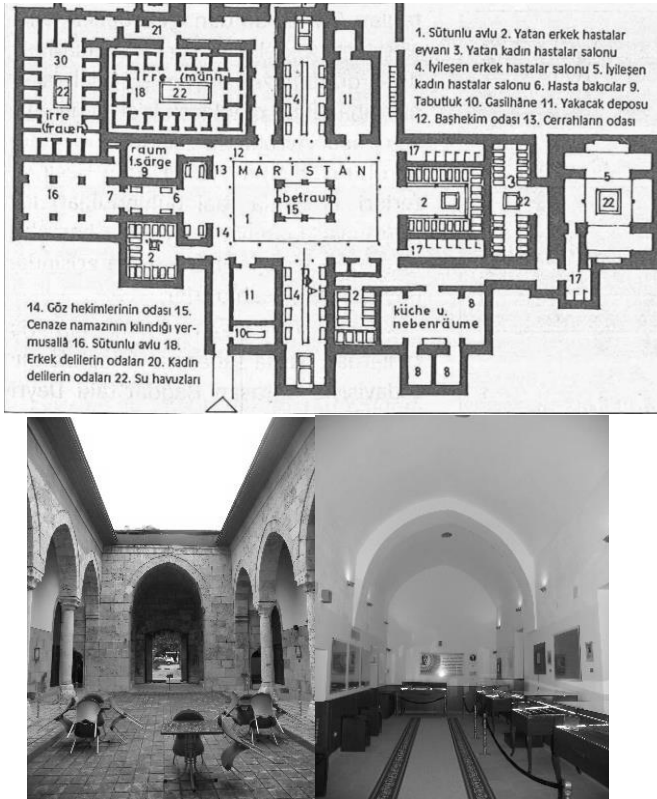 1. Sütunlu avlu 2. Yatan erkek hastalar
eyvanı 3. Yatan kadın hastalar salonu
4. İyileşen erkek hastalar salonu 5. İyileşen
kadın hastalar salonu 6. Hasta bakıcılar 9.
Tabutluk 10. Gasilhâne 11. Yakacak deposu
12. Başhekim odası 13. Cerrahların odası
21
30
22
irre
(frauen)
Irre (männ
18
22
4
11
raum
f.särge
9
12
13
MARİSTAN
betraum
15
1
14
16
7
6
2
17
2
17
3
22
5
22
17
11
10
4
2
küche u.
nebenräume
8
8
8
14. Göz hekimlerinin odası 15.
Cenaze namazının kılındığı yer-
musallâ 16. Sütunlu avlu 18.
Erkek delilerin odaları 20. Kadın
delilerin odaları 22. Su havuzları